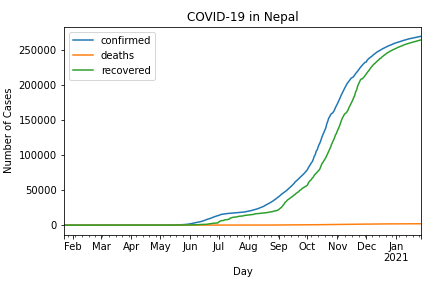 COVID-19 in Nepal
confirmed
deaths
recovered
Number of Cases
250000
200000
150000
100000
50000
0
Feb Mar Apr May Jun Jul Aug Sep Oct Nov Dec Jan
2021
Day